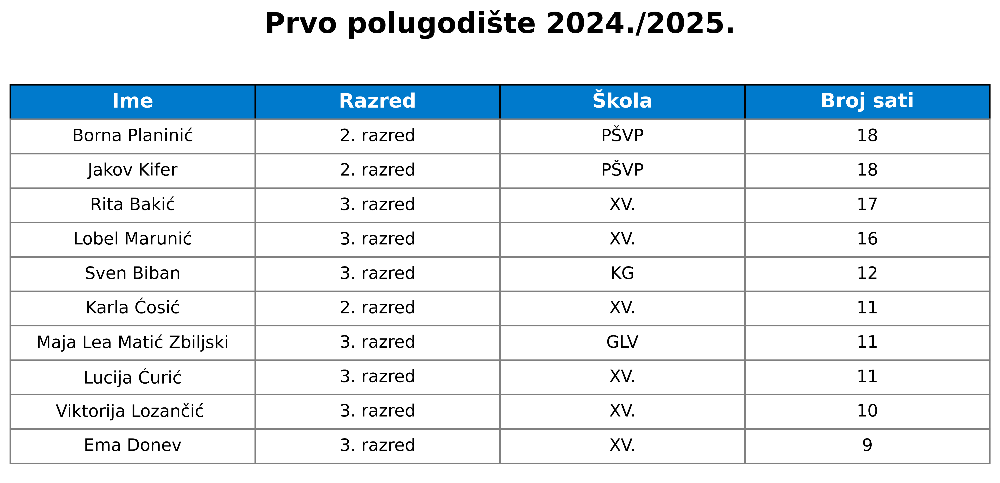 Prvo polugodište 2024./2025.
Ime Razred Škola Broj sati
Borna Planinić 2. razred PŠVP 18
Jakov Kifer 2. razred PŠVP 18
Rita Bakić 3. razred XV. 17
Lobel Marunić 3. razred XV. 16
Sven Biban 3. razred KG 12
Karla Ćosić 2. razred XV. 11
Maja Lea Matić Zbiljski 3. razred GLV 11
Lucija Ćurić 3. razred XV. 11
Viktorija Lozančić 3. razred XV. 10
Ema Donev 3. razred XV. 9